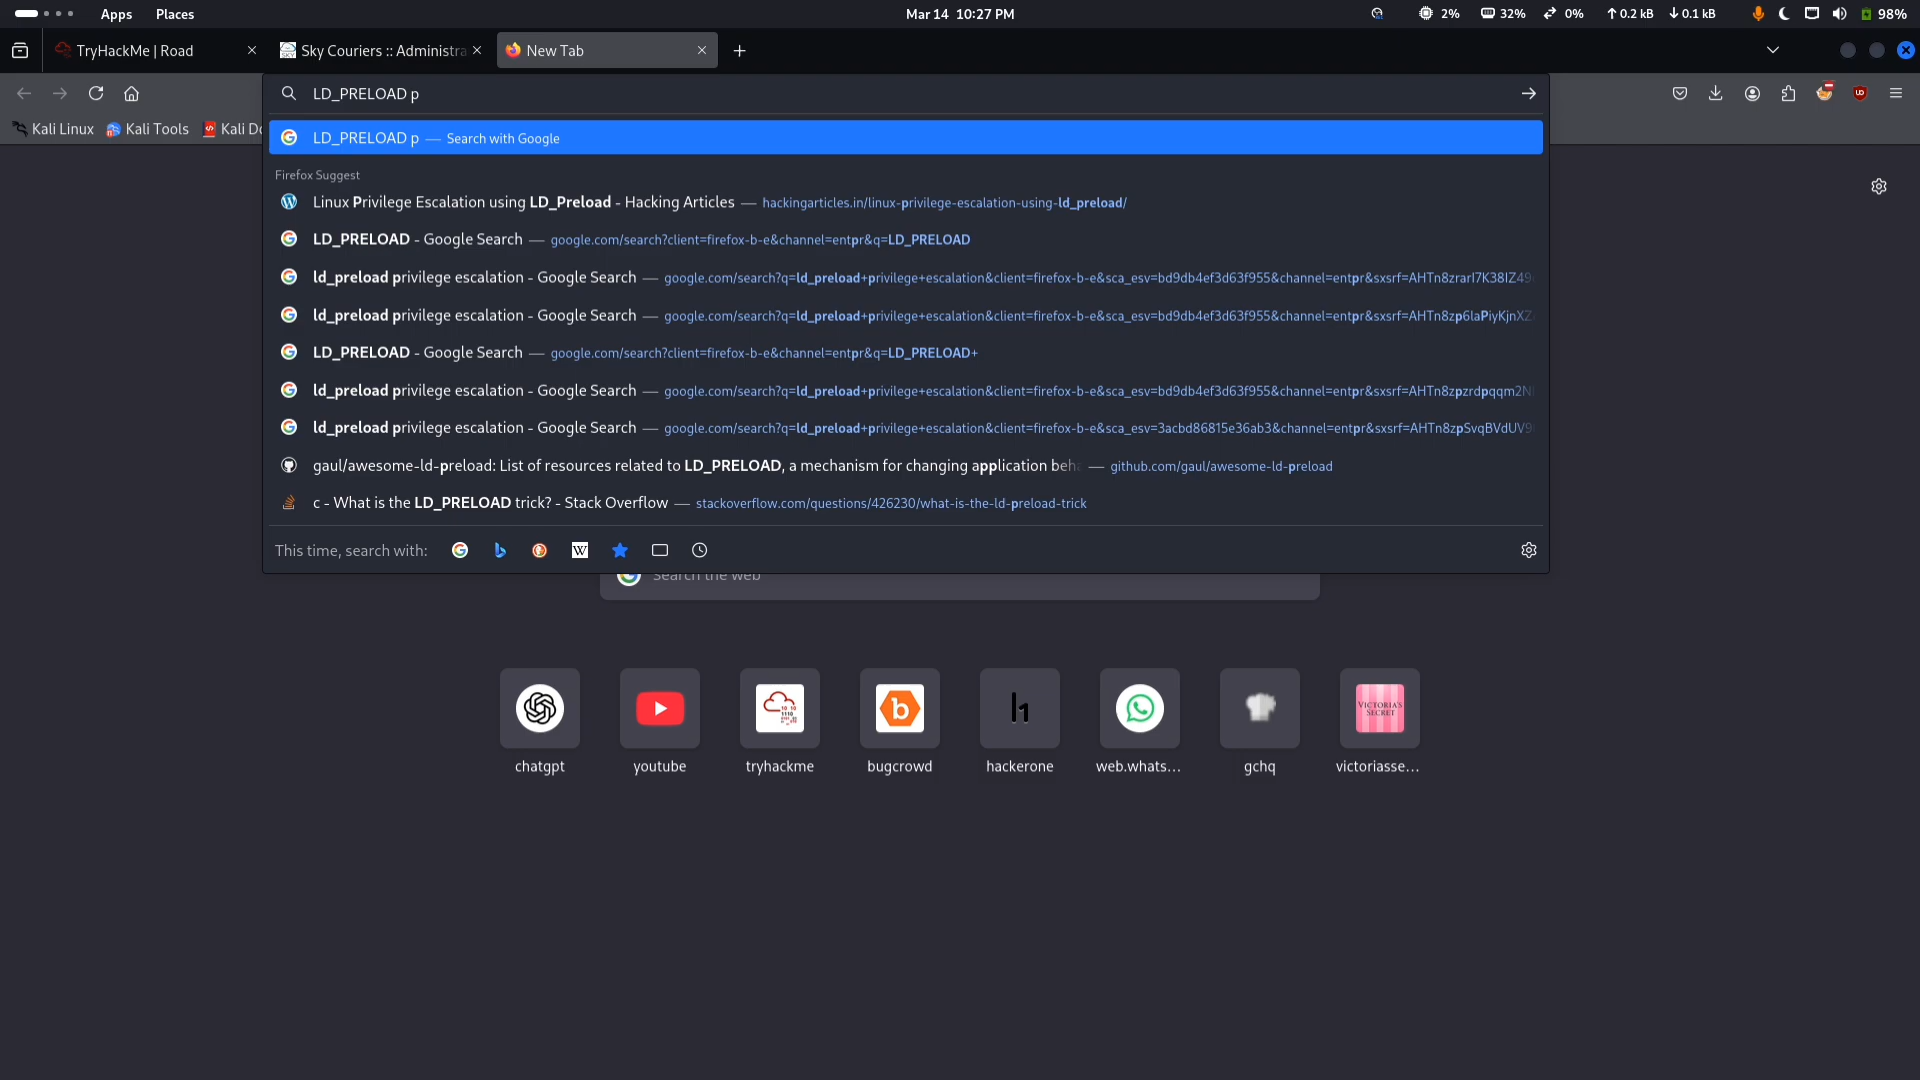 Apps Places Mar 14 10:27 PM 2% 32% 0% 0.2 kB 0.1 kB 98%
TryHackMe | Road Sky Couriers :: Administra New Tab
LD_PRELOAD p
Kali Linux Kali Tools Kali Do
LD_PRELOAD p — Search with Google
Firefox Suggest
Linux Privilege Escalation using LD_Preload - Hacking Articles — hackingarticles.in/linux-privilege-escalation-using-ld_preload/
LD_PRELOAD - Google Search — google.com/search?client=firefox-b-e&channel=entpr&q=LD_PRELOAD
ld_preload privilege escalation - Google Search — google.com/search?q=ld_preload+privilege+escalation&client=firefox-b-e&sca_esv=bd9db4ef3d63f955&channel=entpr&sxsrf=AHTn8zrarI7K38IZ49
ld_preload privilege escalation - Google Search — google.com/search?q=ld_preload+privilege+escalation&client=firefox-b-e&sca_esv=bd9db4ef3d63f955&channel=entpr&sxsrf=AHTn8zp6laPiyKjnXZ
LD_PRELOAD - Google Search — google.com/search?client=firefox-b-e&channel=entpr&q=LD_PRELOAD+
ld_preload privilege escalation - Google Search — google.com/search?q=ld_preload+privilege+escalation&client=firefox-b-e&sca_esv=bd9db4ef3d63f955&channel=entpr&sxsrf=AHTn8zpzrdpqqm2N
ld_preload privilege escalation - Google Search — google.com/search?q=ld_preload+privilege+escalation&client=firefox-b-e&sca_esv=3acbd86815e36ab3&channel=entpr&sxsrf=AHTn8zpSvqBVdUV9
gaul/awesome-ld-preload: List of resources related to LD_PRELOAD, a mechanism for changing application beha — github.com/gaul/awesome-ld-preload
c - What is the LD_PRELOAD trick? - Stack Overflow — stackoverflow.com/questions/426230/what-is-the-ld-preload-trick
This time, search with:
Search the web
VICTORIA'S SECRET
chatgpt youtube tryhackme bugcrowd hackerone web.whats... gchq victoriasse...